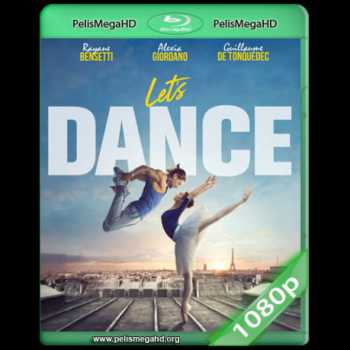 PelisMegaHD PelisMegaHD
Rayane Alexia Guillaume
BENSETTI GIORDANO DE TONQUEDEC
Let's
DANCE
1080p
www.pelismegahd.org